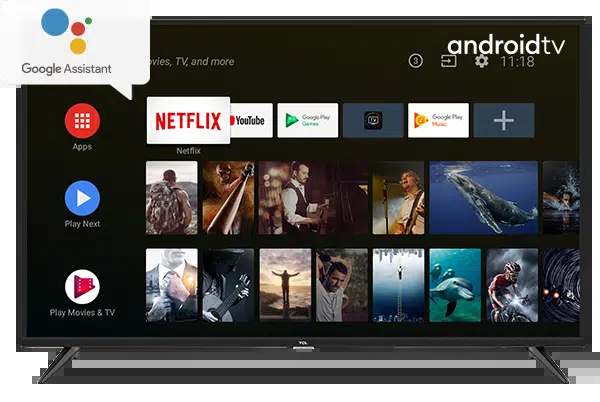 androidtv
Google Assistant
ovies, TV, and more
3
11:18
NETFLIX
YouTube
Google Play
Games
TV
Google Play
Music
Apps
Netflix
Play Next
Play Movies & TV
TCL